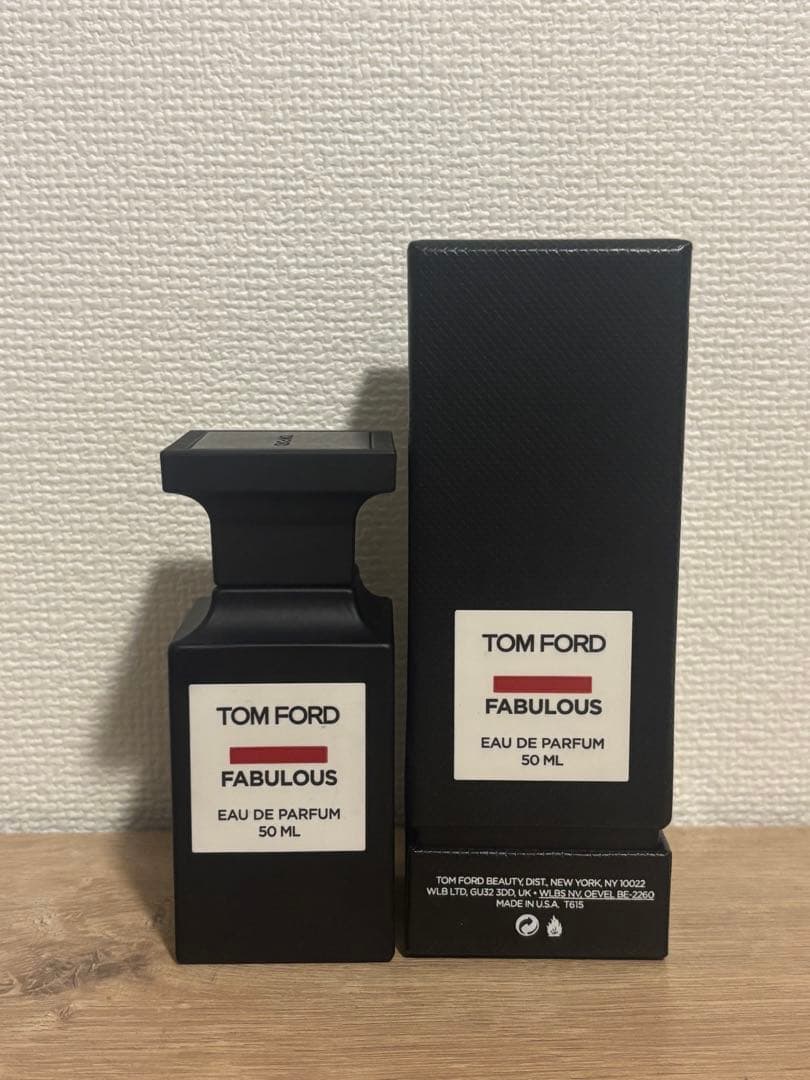 TOM FORD
FABULOUS
EAU DE PARFUM
50 ML
TOM FORD
FABULOUS
EAU DE PARFUM
50 ML
TOM FORD BEAUTY, DIST., NEW YORK, NY 10022
WLB LTD, GU32 3DD, UK • WLBS NV, OEVEL BE-2260
MADE IN U.S.A. T615